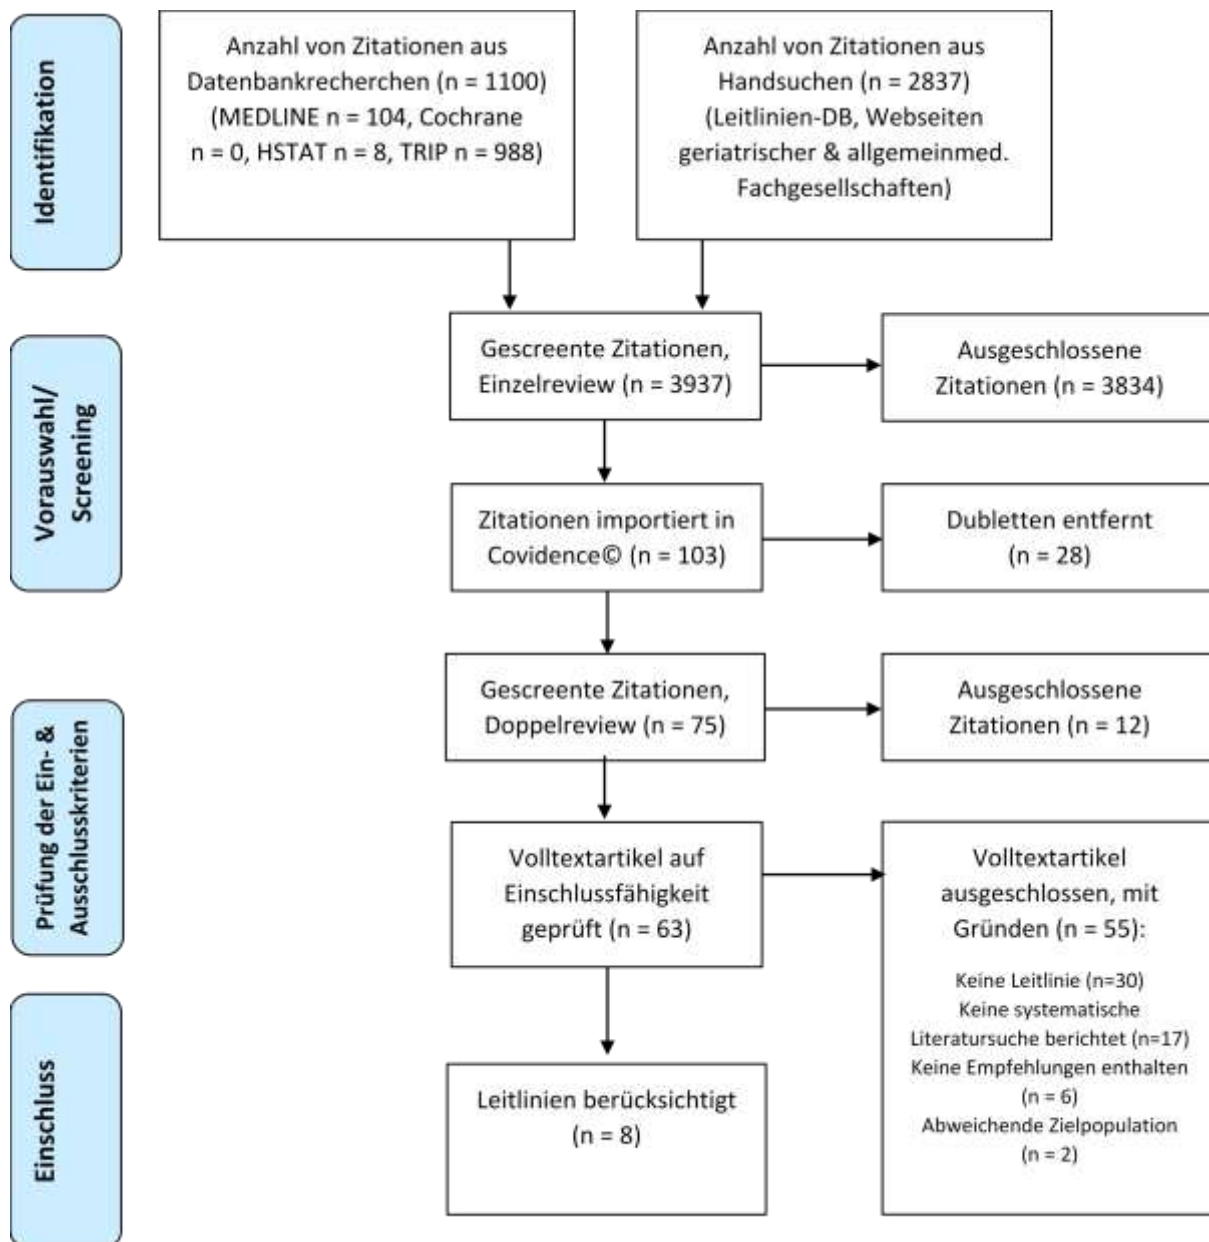 Identifikation
Anzahl von Zitationen aus
Datenbankrecherchen (n = 1100)
(MEDLINE n = 104, Cochrane
n = 0, HSTAT n = 8, TRIP n = 988)
Anzahl von Zitationen aus
Handsuchen (n = 2837)
(Leitlinien-DB, Webseiten
geriatrischer & allgemeinmed.
Fachgesellschaften)
Vorauswahl/
Screening
Gescreente Zitationen,
Einzelreview (n = 3937)
Ausgeschlossene
Zitationen (n = 3834)
Zitationen importiert in
Covidence© (n = 103)
Dubletten entfernt
(n = 28)
Prüfung der Ein- &
Ausschlusskriterien
Gescreente Zitationen,
Doppelreview (n = 75)
Ausgeschlossene
Zitationen (n = 12)
Volltextartikel auf
Einschlussfähigkeit
geprüft (n = 63)
Volltextartikel
ausgeschlossen, mit
Gründen (n = 55):
Keine Leitlinie (n=30)
Keine systematische
Literatursuche berichtet (n=17)
Keine Empfehlungen enthalten
(n = 6)
Abweichende Zielpopulation
(n = 2)
Einschluss
Leitlinien berücksichtigt
(n = 8)